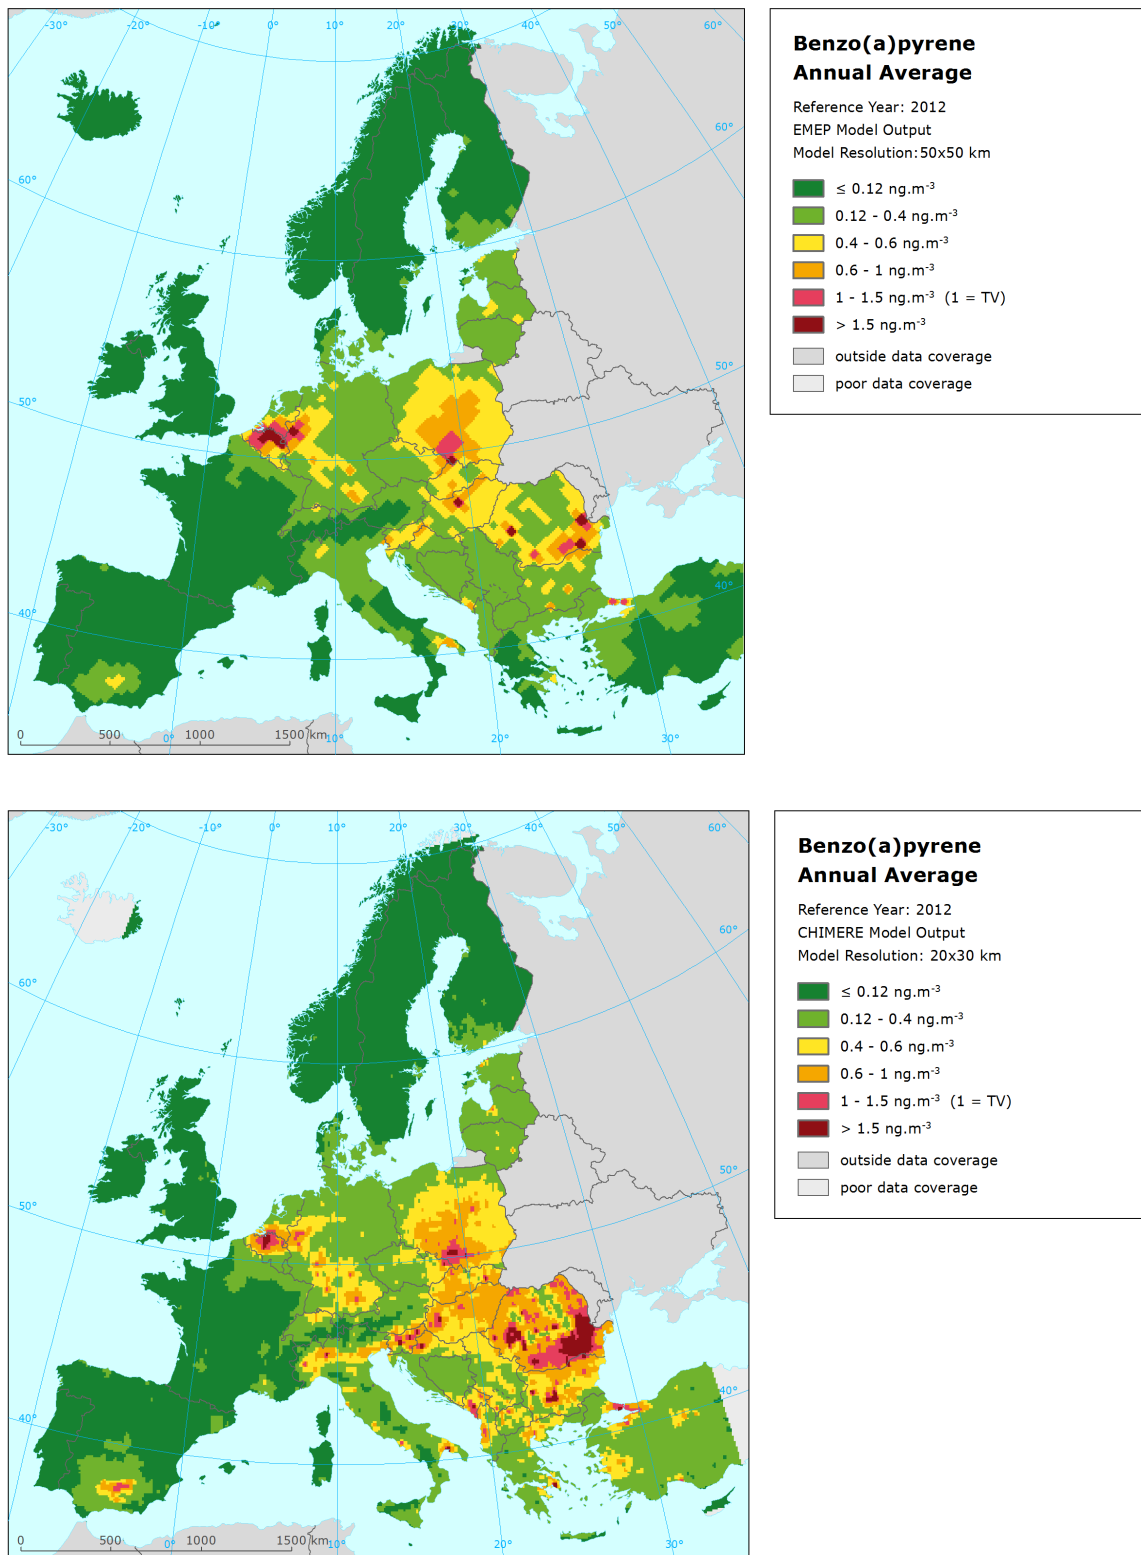 -30° -20° -10° 0° 10° 20° 30° 40° 50° 60°
60° 60°
50° 50°
40° 40°
0 500 1000 1500 km
0° 10° 20° 30°
Benzo(a)pyrene
Annual Average
Reference Year: 2012
EMEP Model Output
Model Resolution:50x50 km
≤ 0.12 ng.m⁻³
0.12 - 0.4 ng.m⁻³
0.4 - 0.6 ng.m⁻³
0.6 - 1 ng.m⁻³
1 - 1.5 ng.m⁻³ (1 = TV)
> 1.5 ng.m⁻³
outside data coverage
poor data coverage
-30° -20° -10° 0° 10° 20° 30° 40° 50° 60°
60° 60°
50° 50°
40° 40°
0 500 1000 1500 km
0° 10° 20° 30°
Benzo(a)pyrene
Annual Average
Reference Year: 2012
CHIMERE Model Output
Model Resolution: 20x30 km
≤ 0.12 ng.m⁻³
0.12 - 0.4 ng.m⁻³
0.4 - 0.6 ng.m⁻³
0.6 - 1 ng.m⁻³
1 - 1.5 ng.m⁻³ (1 = TV)
> 1.5 ng.m⁻³
outside data coverage
poor data coverage